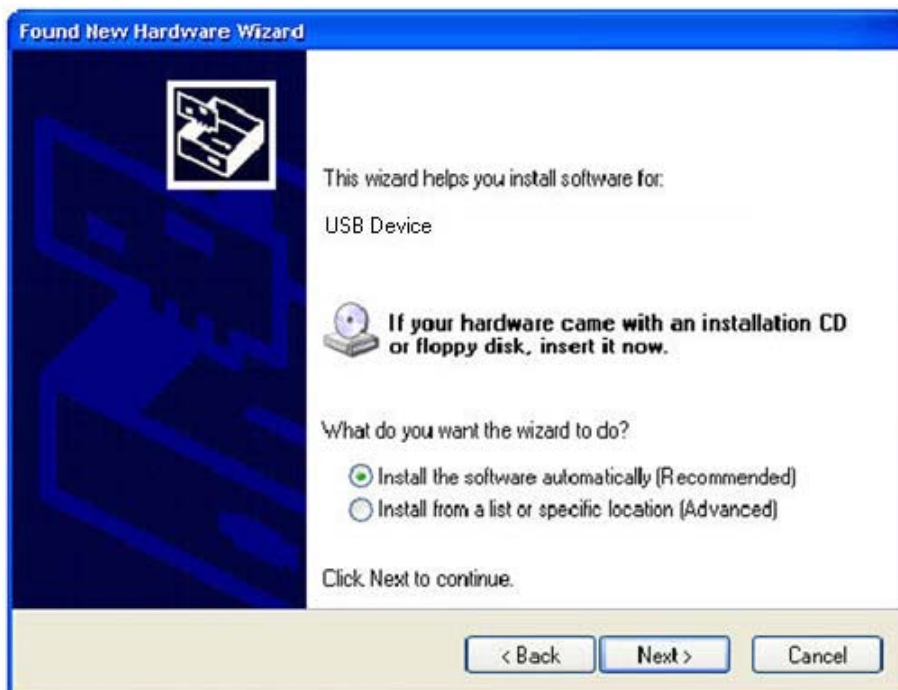 Found New Hardware Wizard
This wizard helps you install software for:
USB Device
If your hardware came with an installation CD
or floppy disk, insert it now.
What do you want the wizard to do?
Install the software automatically (Recommended)
Install from a list or specific location (Advanced)
Click Next to continue.
< Back Next > Cancel